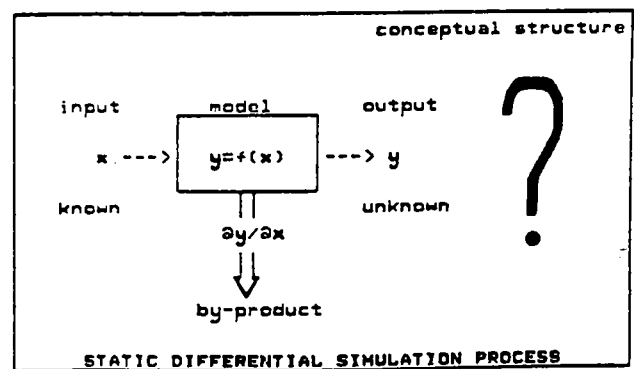 conceptual structure
input model output
x ---> y=f(x) ---> y
known unknown
∂y/∂x
by-product
?
STATIC DIFFERENTIAL SIMULATION PROCESS